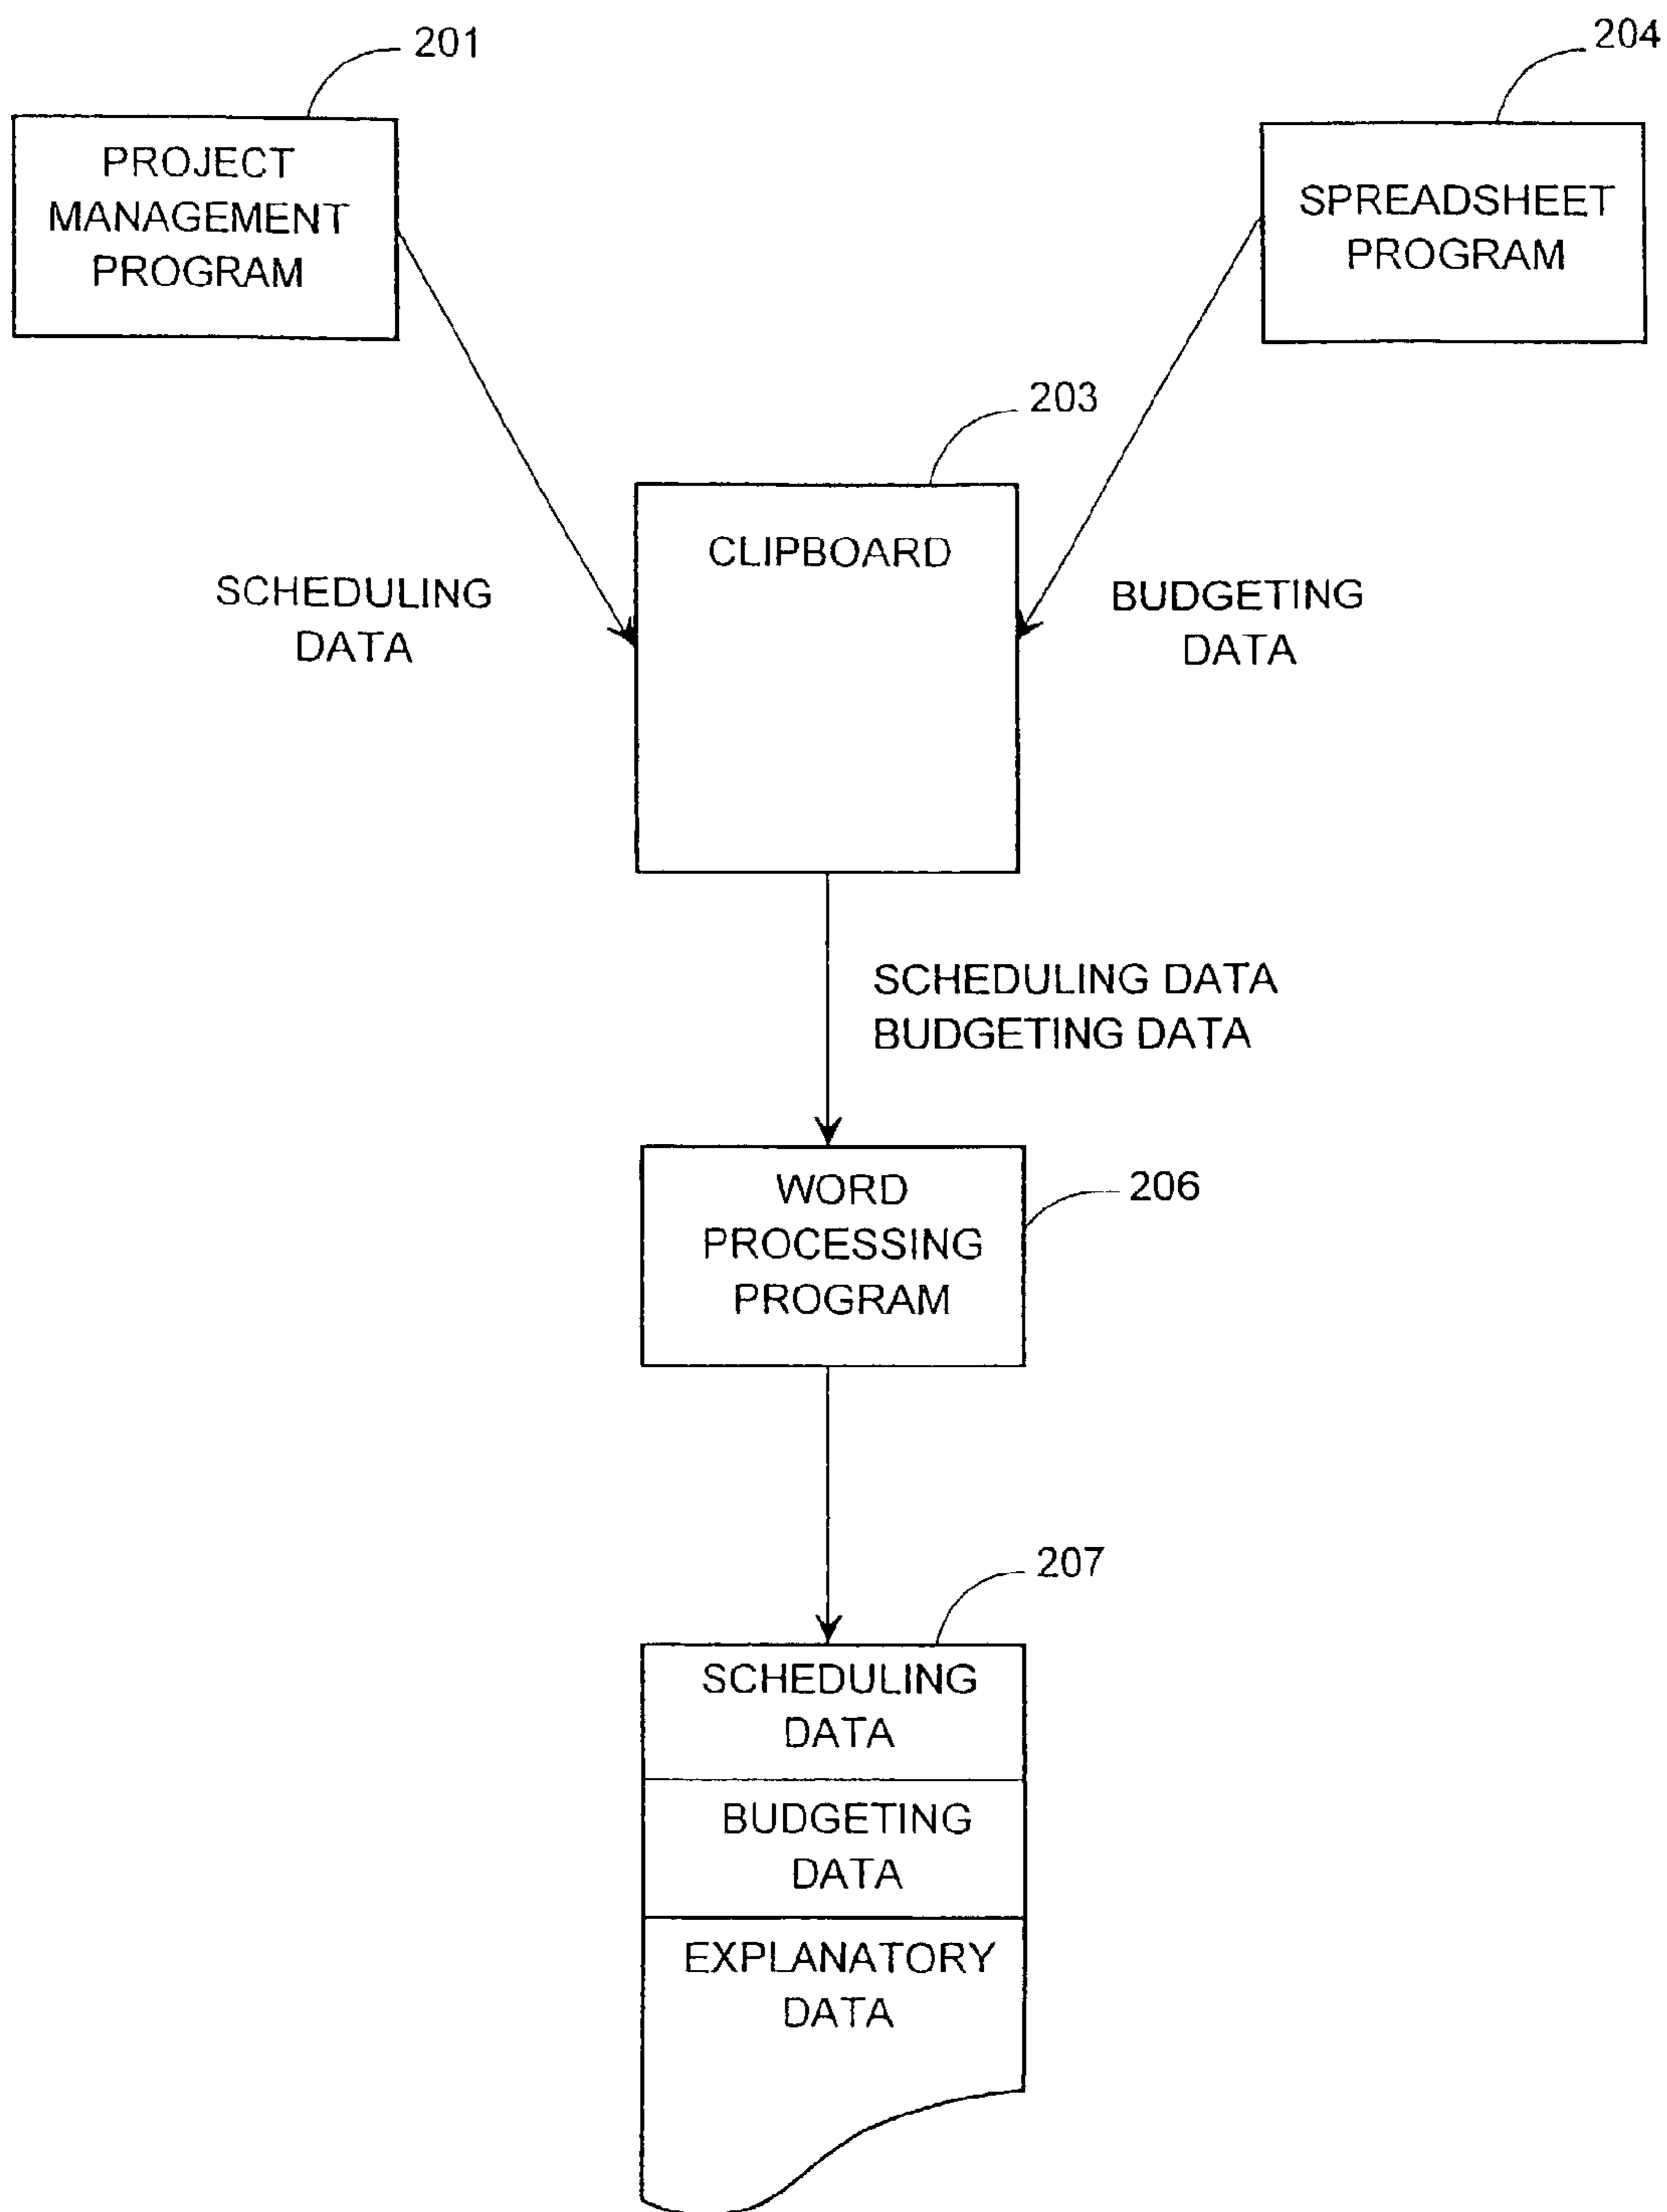 201
204
PROJECT
MANAGEMENT
PROGRAM
SPREADSHEET
PROGRAM
203
CLIPBOARD
SCHEDULING
DATA
BUDGETING
DATA
SCHEDULING DATA
BUDGETING DATA
WORD
PROCESSING
PROGRAM
206
207
SCHEDULING
DATA
BUDGETING
DATA
EXPLANATORY
DATA